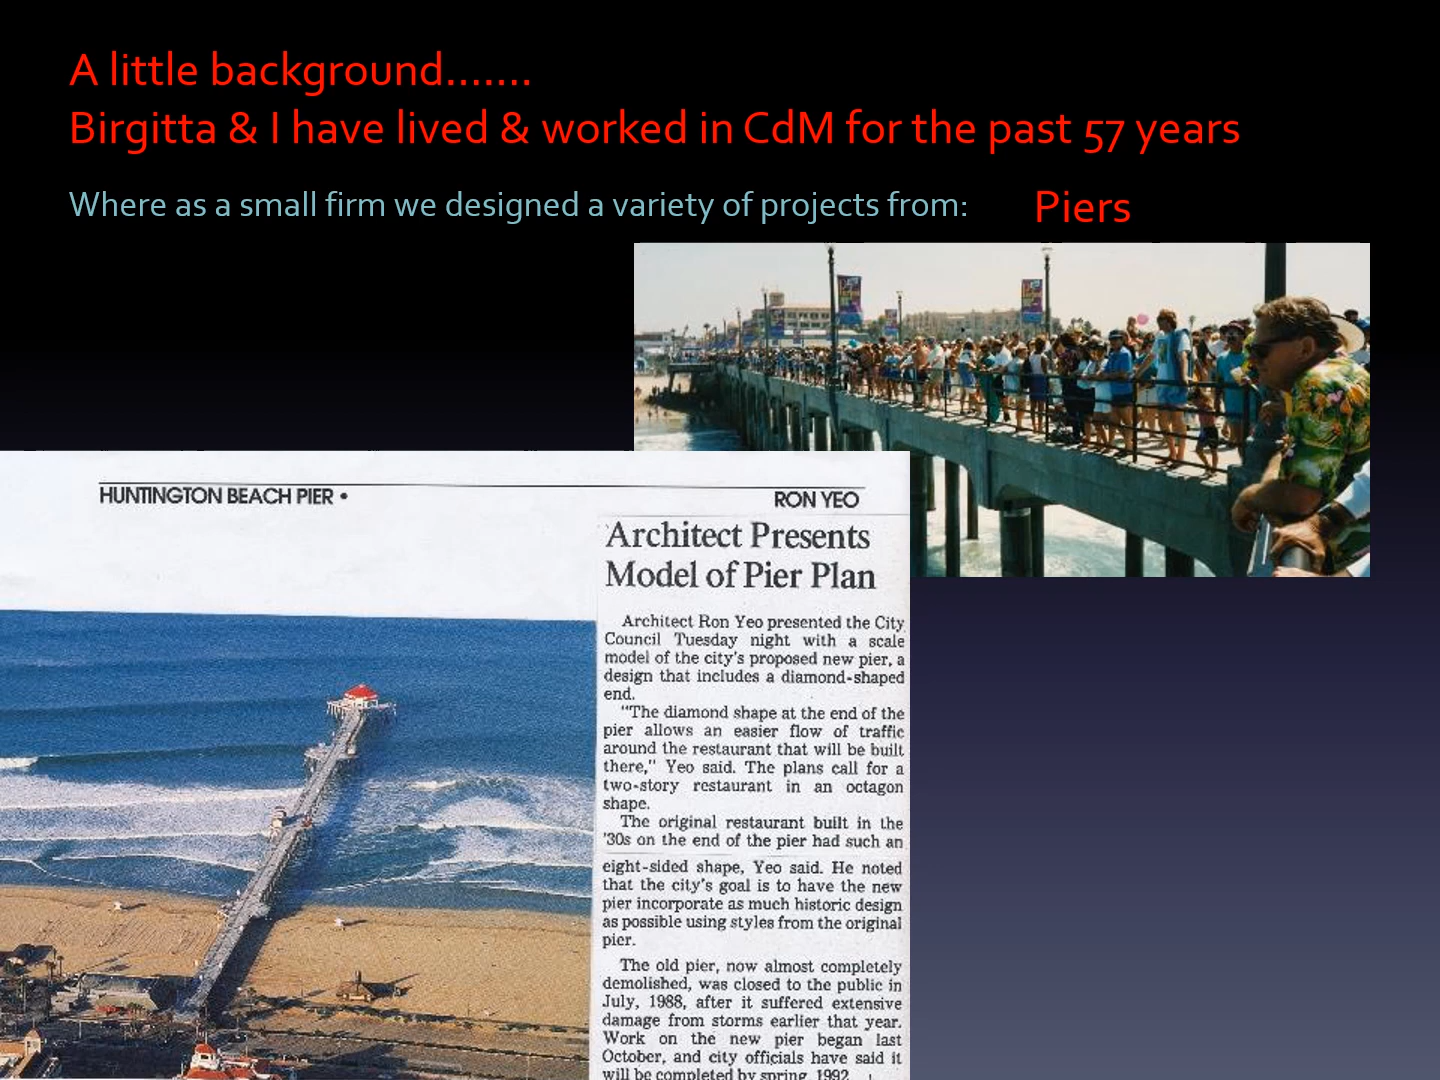 A little background.......
Birgitta & I have lived & worked in CdM for the past 57 years
Where as a small firm we designed a variety of projects from:
Piers
HUNTINGTON BEACH PIER •
RON YEO
Architect Presents
Model of Pier Plan
Architect Ron Yeo presented the City
Council Tuesday night with a scale
model of the city's proposed new pier, a
design that includes a diamond-shaped
end.
"The diamond shape at the end of the
pier allows an easier flow of traffic
around the restaurant that will be built
there," Yeo said. The plans call for a
two-story restaurant in an octagon
shape.
The original restaurant built in the
'30s on the end of the pier had such an
eight-sided shape, Yeo said. He noted
that the city's goal is to have the new
pier incorporate as much historic design
as possible using styles from the original
pier.
The old pier, now almost completely
demolished, was closed to the public in
July, 1988, after it suffered extensive
damage from storms earlier that year.
Work on the new pier began last
October, and city officials have said it
will be completed by spring, 1992.